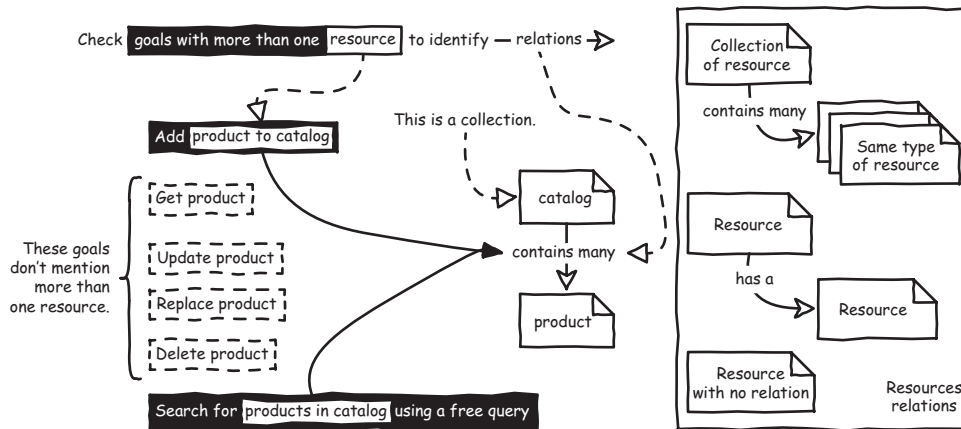 Check goals with more than one resource to identify relations
Add product to catalog
This is a collection.
Get product
Update product
Replace product
Delete product
These goals
don't mention
more than
one resource.
Search for products in catalog using a free query
catalog
contains many
product
Collection
of resource
contains many
Same type
of resource
Resource
has a
Resource
Resource
with no relation
Resources
relations